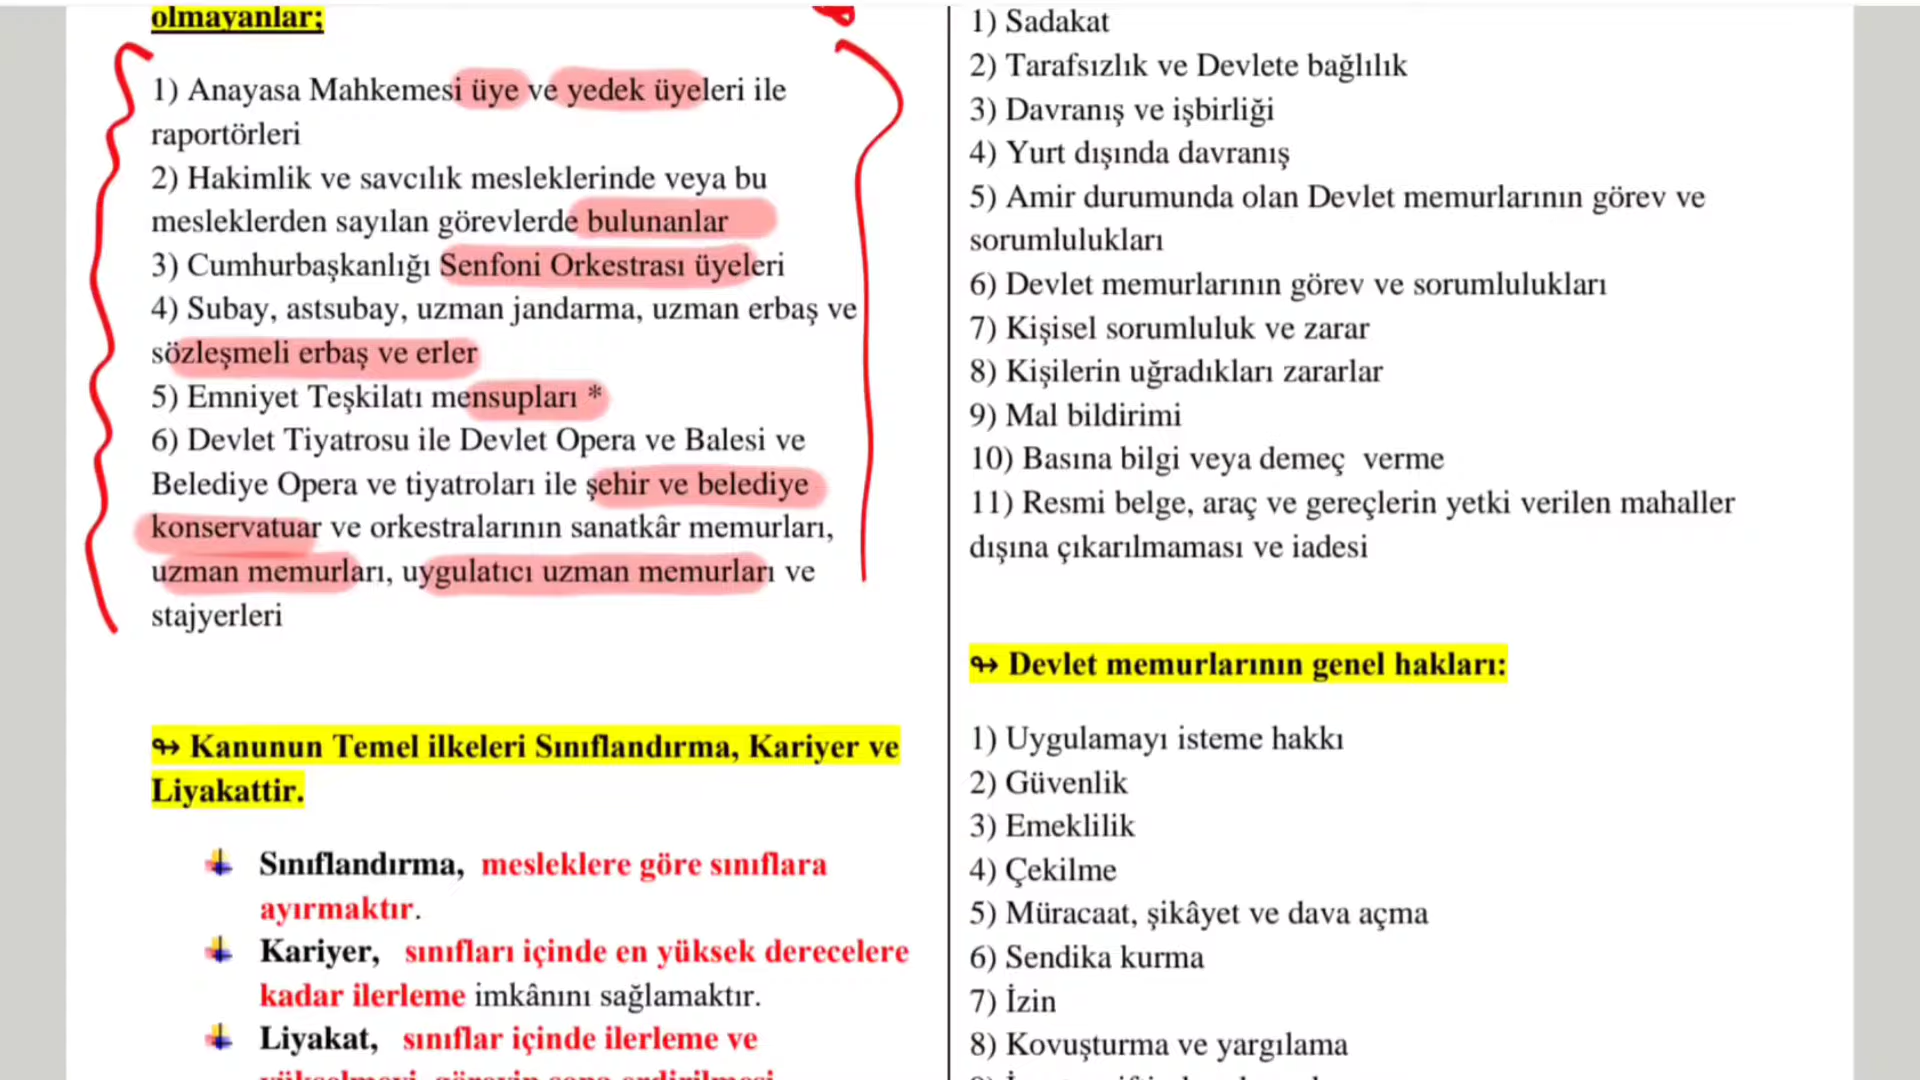 olmayanlar;
1) Anayasa Mahkemesi üye ve yedek üyeleri ile
raportörleri
2) Hakimlik ve savcılık mesleklerinde veya bu
mesleklerden sayılan görevlerde bulunanlar
3) Cumhurbaşkanlığı Senfoni Orkestrası üyeleri
4) Subay, astsubay, uzman jandarma, uzman erbaş ve
sözleşmeli erbaş ve erler
5) Emniyet Teşkilatı mensupları *
6) Devlet Tiyatrosu ile Devlet Opera ve Balesi ve
Belediye Opera ve tiyatroları ile şehir ve belediye
konservatuar ve orkestralarının sanatkâr memurları,
uzman memurları, uygulatıcı uzman memurları ve
stajyerleri
↬ Kanunun Temel ilkeleri Sınıflandırma, Kariyer ve
Liyakattir.
Sınıflandırma, mesleklere göre sınıflara
ayırmaktır.
Kariyer, sınıfları içinde en yüksek derecelere
kadar ilerleme imkânını sağlamaktır.
Liyakat, sınıflar içinde ilerleme ve
1) Sadakat
2) Tarafsızlık ve Devlete bağlılık
3) Davranış ve işbirliği
4) Yurt dışında davranış
5) Amir durumunda olan Devlet memurlarının görev ve
sorumlulukları
6) Devlet memurlarının görev ve sorumlulukları
7) Kişisel sorumluluk ve zarar
8) Kişilerin uğradıkları zararlar
9) Mal bildirimi
10) Basına bilgi veya demeç verme
11) Resmi belge, araç ve gereçlerin yetki verilen mahaller
dışına çıkarılmaması ve iadesi
↬ Devlet memurlarının genel hakları:
1) Uygulamayı isteme hakkı
2) Güvenlik
3) Emeklilik
4) Çekilme
5) Müracaat, şikâyet ve dava açma
6) Sendika kurma
7) İzin
8) Kovuşturma ve yargılama